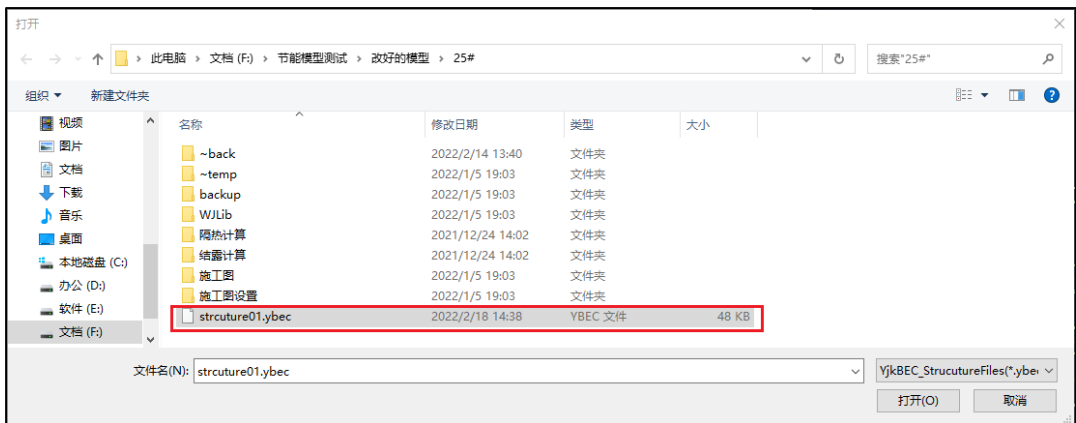 打开
此电脑 › 文档 (F:) › 节能模型测试 › 改好的模型 › 25#
搜索"25#"
组织 新建文件夹
视频
图片
文档
下载
音乐
桌面
本地磁盘 (C:)
办公 (D:)
软件 (E:)
文档 (F:)
名称 修改日期 类型 大小
~back 2022/2/14 13:40 文件夹
~temp 2022/1/5 19:03 文件夹
backup 2022/1/5 19:03 文件夹
WJLib 2022/1/5 19:03 文件夹
隔热计算 2021/12/24 14:02 文件夹
结露计算 2021/12/24 14:02 文件夹
施工图 2022/1/5 19:03 文件夹
施工图设置 2022/1/5 19:03 文件夹
strcuture01.ybec 2022/2/18 14:38 YBEC 文件 48 KB
文件名(N): strcuture01.ybec
YjkBEC_StrucutureFiles(*.ybe
打开(O) 取消